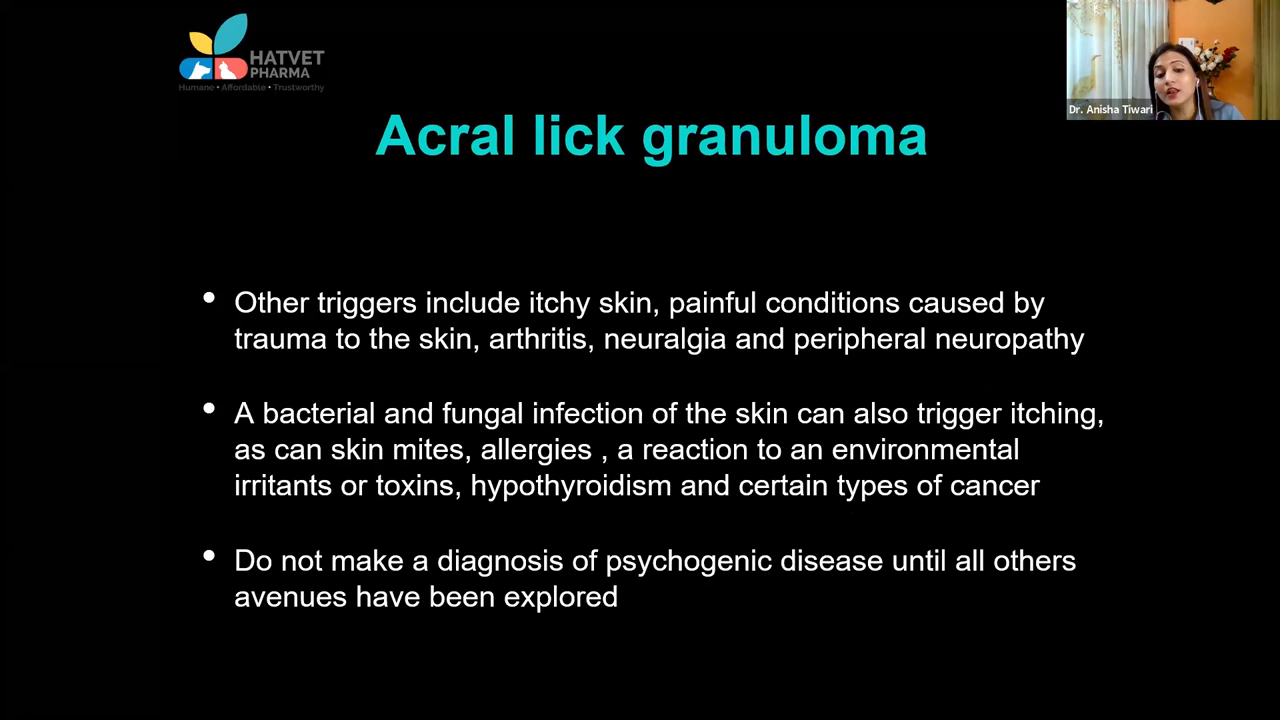 HATVET
PHARMA
Humane • Affordable • Trustworthy
Dr. Anisha Tiwari
Acral lick granuloma
• Other triggers include itchy skin, painful conditions caused by
trauma to the skin, arthritis, neuralgia and peripheral neuropathy
• A bacterial and fungal infection of the skin can also trigger itching,
as can skin mites, allergies , a reaction to an environmental
irritants or toxins, hypothyroidism and certain types of cancer
• Do not make a diagnosis of psychogenic disease until all others
avenues have been explored